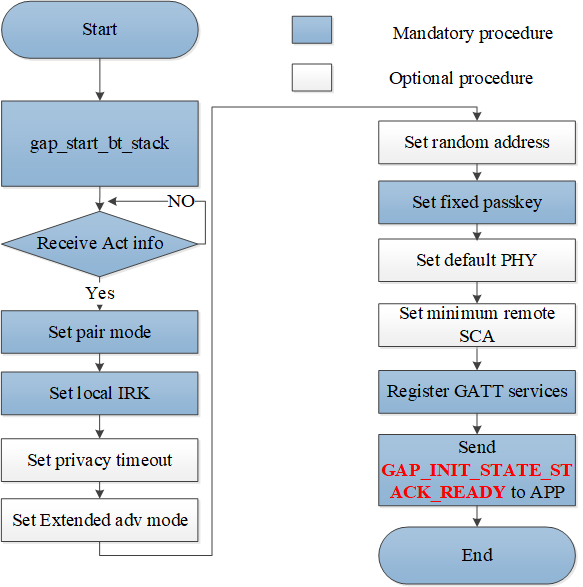 Start
Mandatory procedure
Optional procedure
gap_start_bt_stack
NO
Receive Act info
Yes
Set pair mode
Set local IRK
Set privacy timeout
Set Extended adv mode
Set random address
Set fixed passkey
Set default PHY
Set minimum remote
SCA
Register GATT services
Send
GAP_INIT_STATE_ST
ACK_READY to APP
End